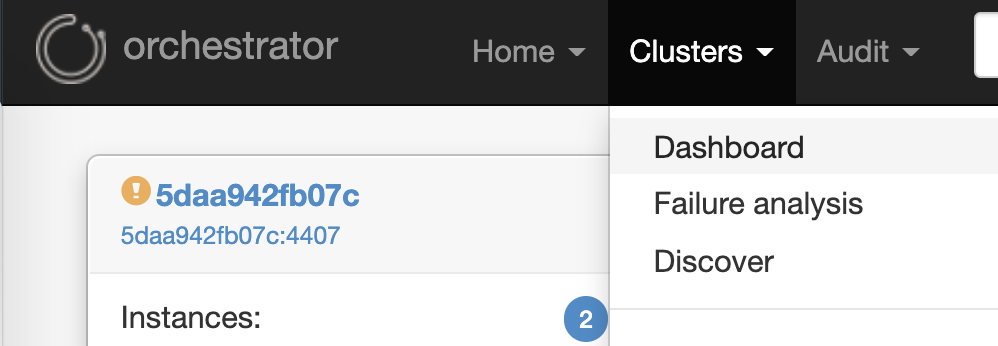 orchestrator Home Clusters Audit
Dashboard
5daa942fb07c
Failure analysis
5daa942fb07c:4407
Discover
Instances: 2